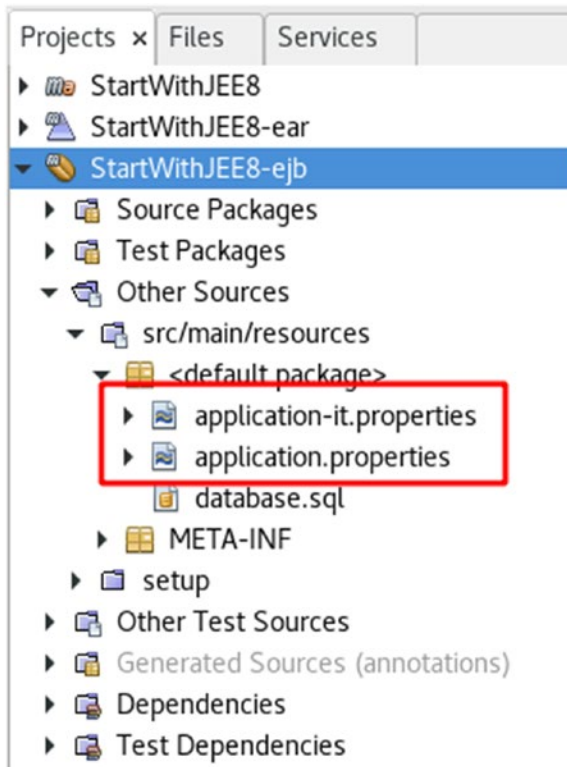 Projects × Files Services
StartWithJEE8
StartWithJEE8-ear
StartWithJEE8-ejb
Source Packages
Test Packages
Other Sources
src/main/resources
<default package>
application-it.properties
application.properties
database.sql
META-INF
setup
Other Test Sources
Generated Sources (annotations)
Dependencies
Test Dependencies